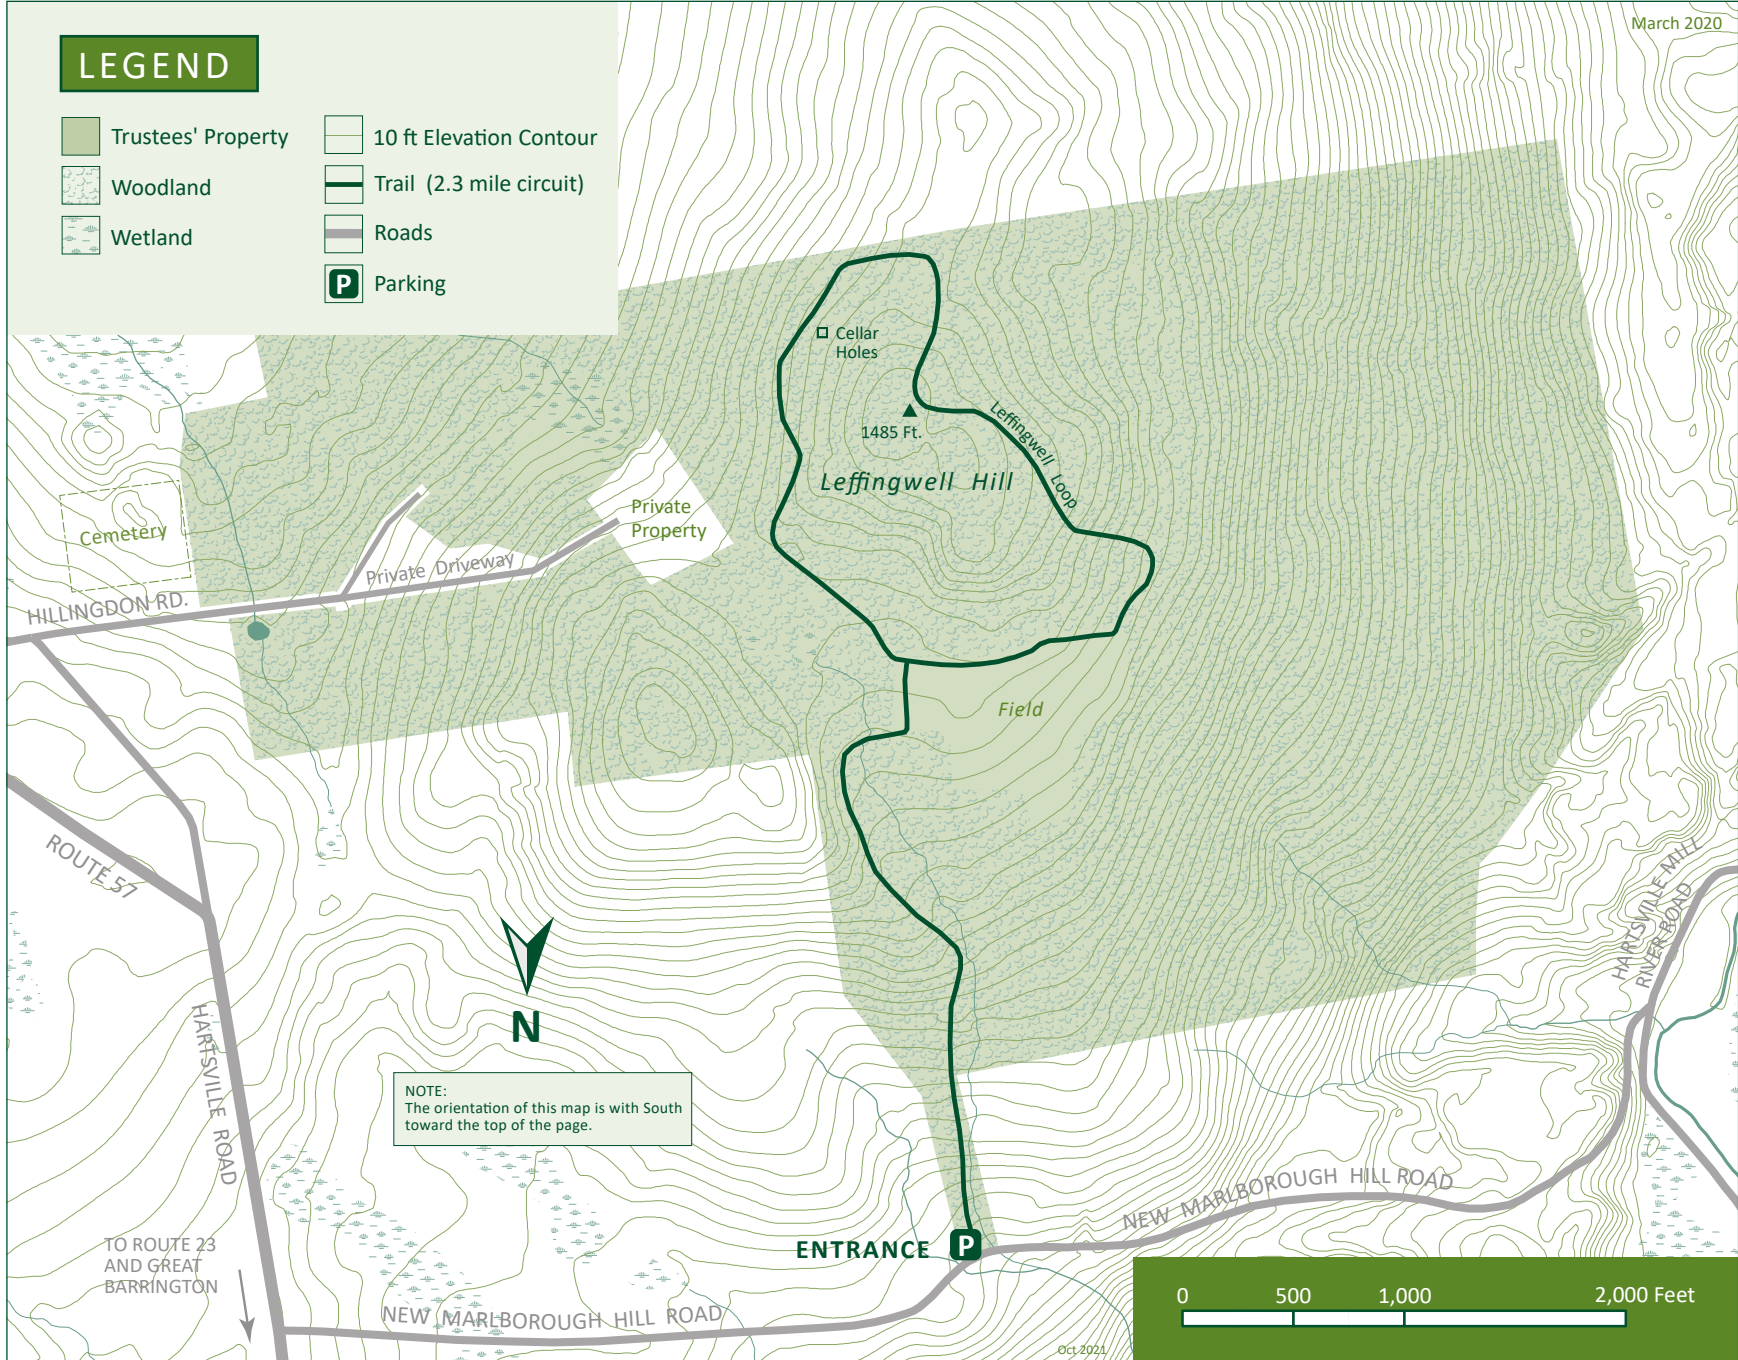 March 2020
LEGEND
Trustees' Property
Woodland
Wetland
10 ft Elevation Contour
Trail (2.3 mile circuit)
Roads
P
Parking
Cellar
Holes
1485 Ft.
Leffingwell Hill
Leffingwell Loop
Private
Property
Cemetery
Private Driveway
HILLINGDON RD.
Field
ROUTE 57
HARTSVILLE MILL
RIVER ROAD
N
HARTSVILLE ROAD
NOTE:
The orientation of this map is with South
toward the top of the page.
NEW MARLBOROUGH HILL ROAD
ENTRANCE
P
TO ROUTE 23
AND GREAT
BARRINGTON
NEW MARLBOROUGH HILL ROAD
0 500 1,000 2,000 Feet
Oct 2021